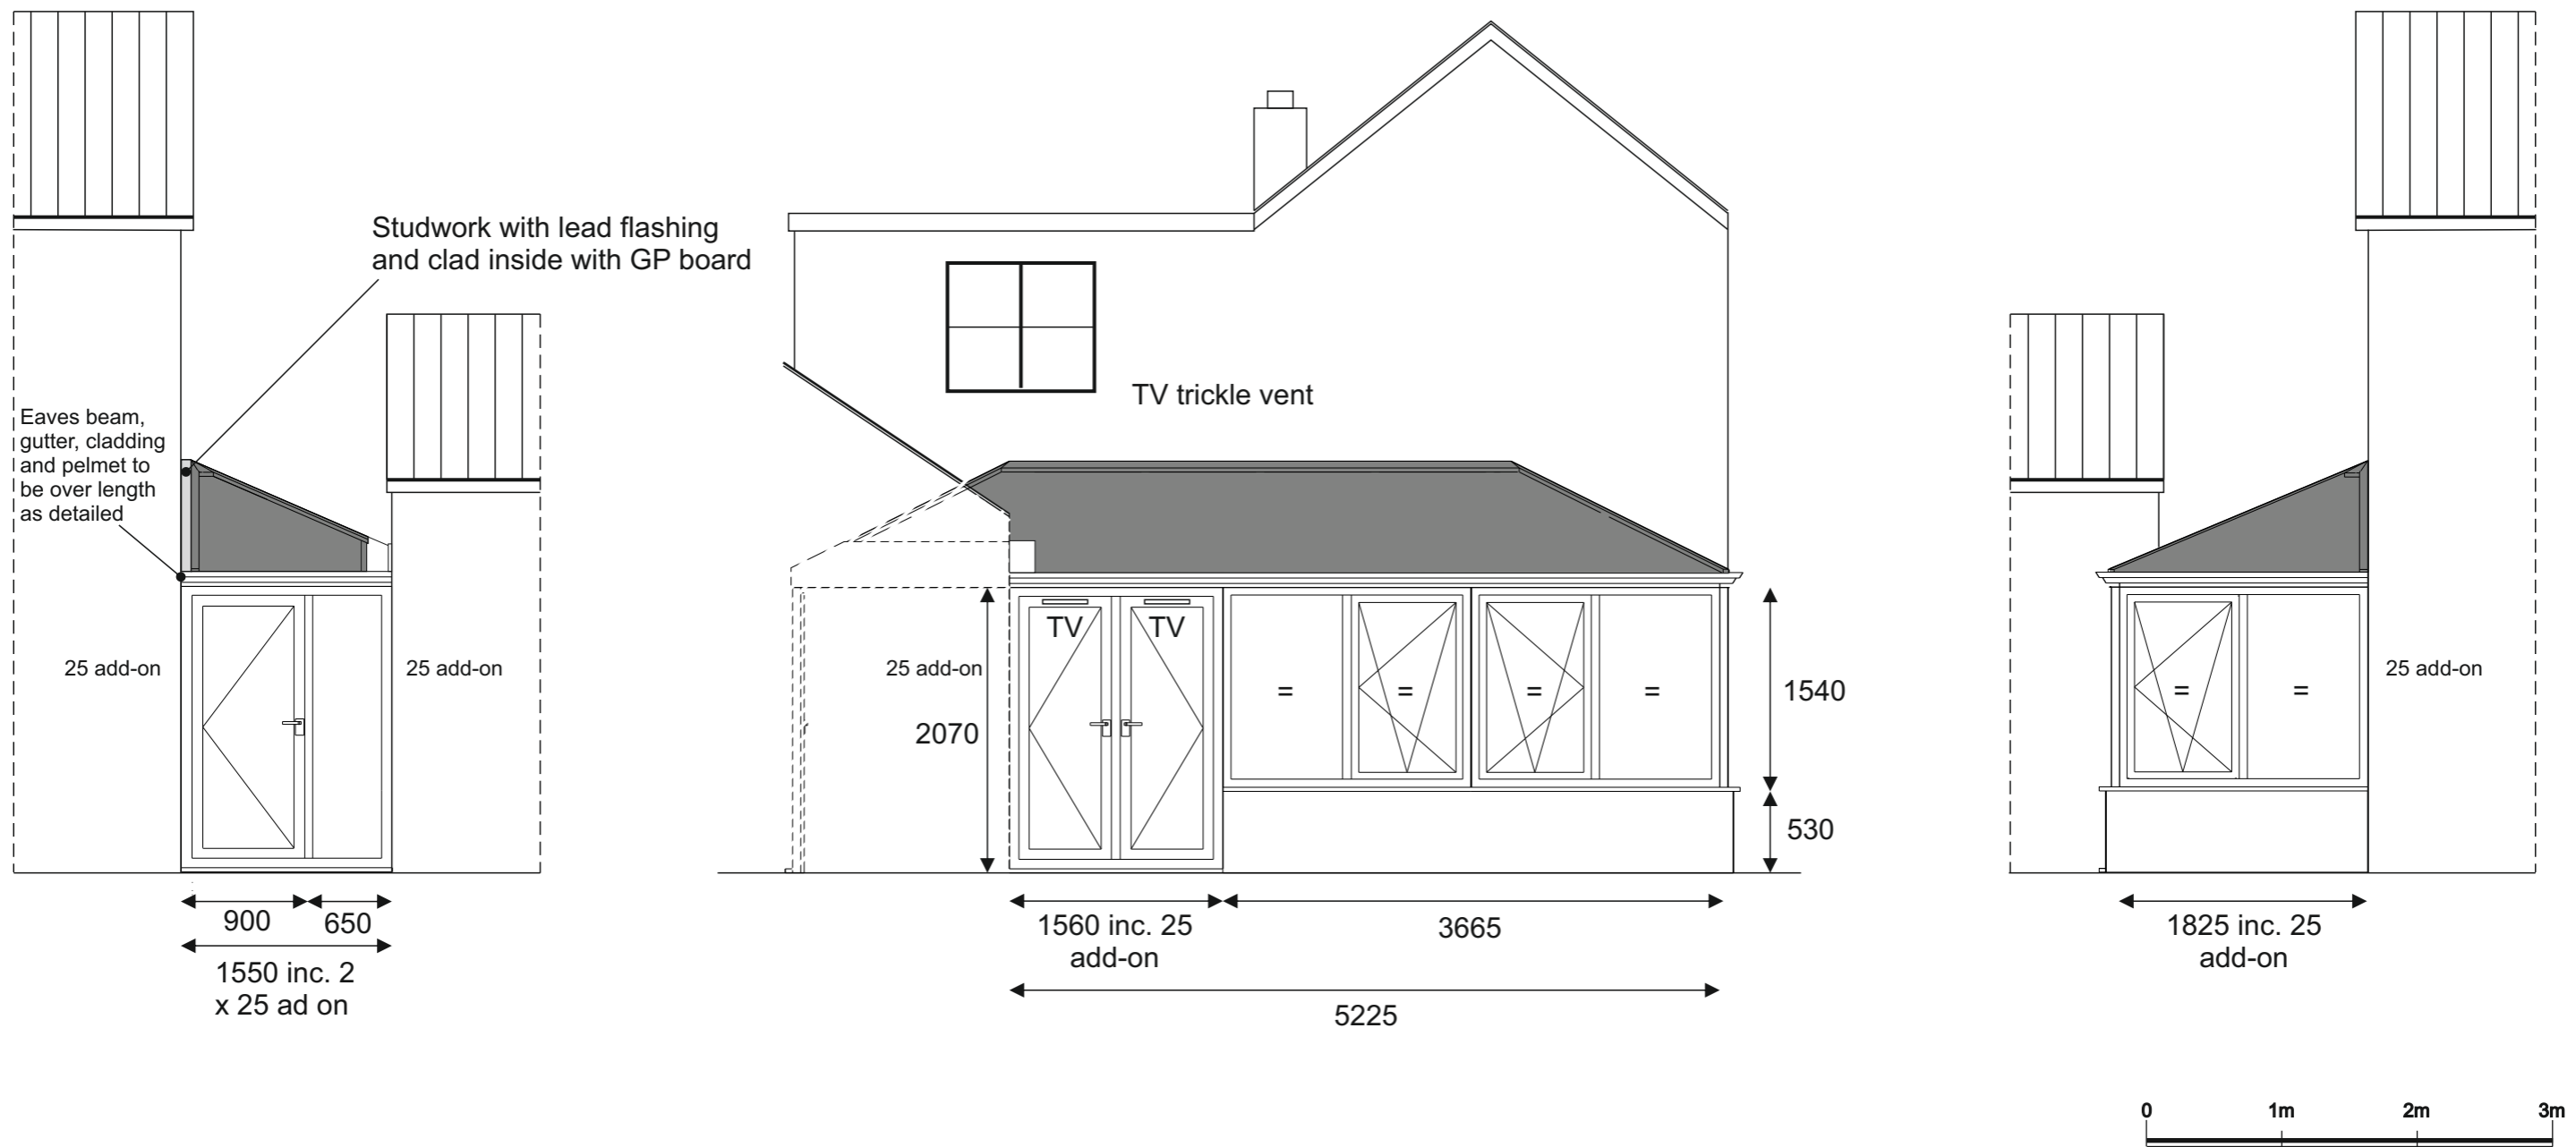 Studwork with lead flashing
and clad inside with GP board
Eaves beam,
gutter, cladding
and pelmet to
be over length
as detailed
25 add-on
25 add-on
900
650
1550 inc. 2
x 25 ad on
TV trickle vent
TV
TV
25 add-on
2070
=
=
=
=
1540
530
1560 inc. 25
add-on
3665
5225
=
=
25 add-on
1825 inc. 25
add-on
0 1m 2m 3m